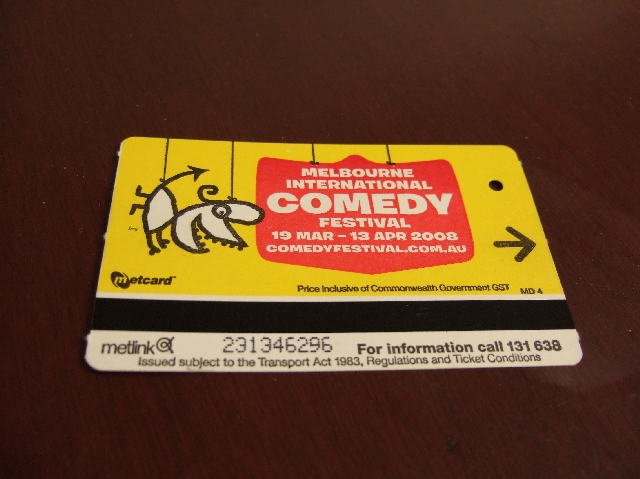 MELBOURNE
INTERNATIONAL
COMEDY
FESTIVAL
19 MAR – 13 APR 2008
COMEDYFESTIVAL.COM.AU
metcard
Price Inclusive of Commonwealth Government GST MD 4
metlink 231346296 For information call 131 638
Issued subject to the Transport Act 1983, Regulations and Ticket Conditions